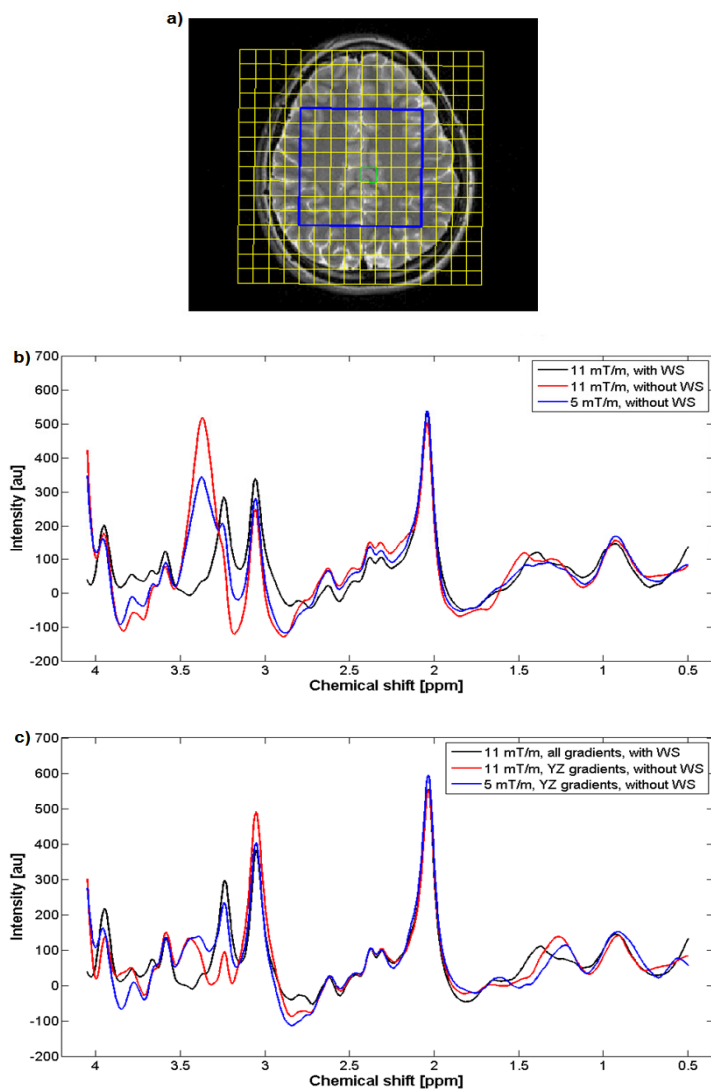 a)
b)
700
600
500
400
300
200
100
0
-100
-200
Intensity [au]
11 mT/m, with WS
11 mT/m, without WS
5 mT/m, without WS
4 3.5 3 2.5 2 1.5 1 0.5
Chemical shift [ppm]
c)
700
600
500
400
300
200
100
0
-100
-200
Intensity [au]
11 mT/m, all gradients, with WS
11 mT/m, YZ gradients, without WS
5 mT/m, YZ gradients, without WS
4 3.5 3 2.5 2 1.5 1 0.5
Chemical shift [ppm]